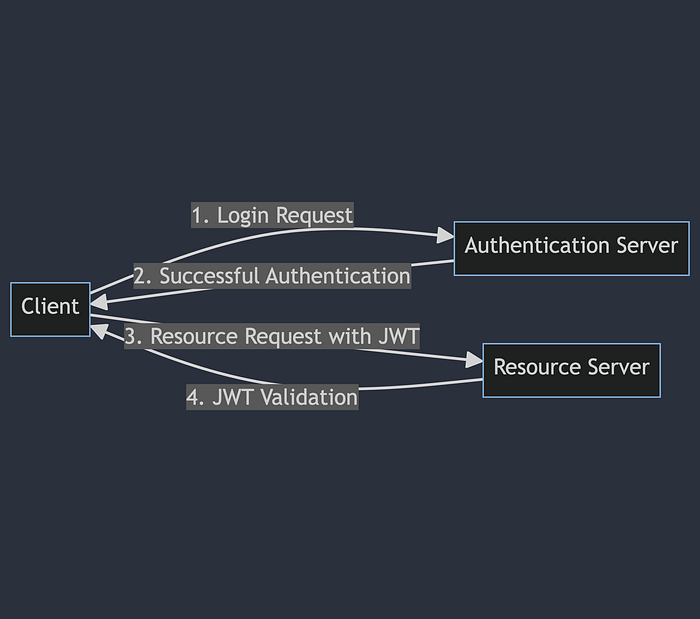 1. Login Request
Authentication Server
2. Successful Authentication
Client
3. Resource Request with JWT
Resource Server
4. JWT Validation